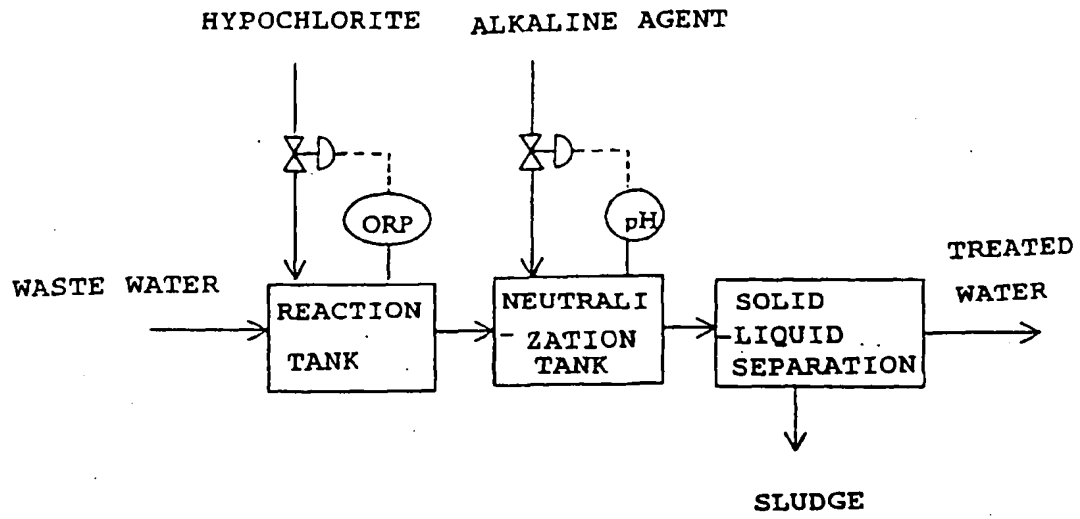 HYPOCHLORITE
ALKALINE AGENT
ORP
pH
WASTE WATER
REACTION
TANK
NEUTRALI
- ZATION
TANK
SOLID
-LIQUID
SEPARATION
TREATED
WATER
SLUDGE